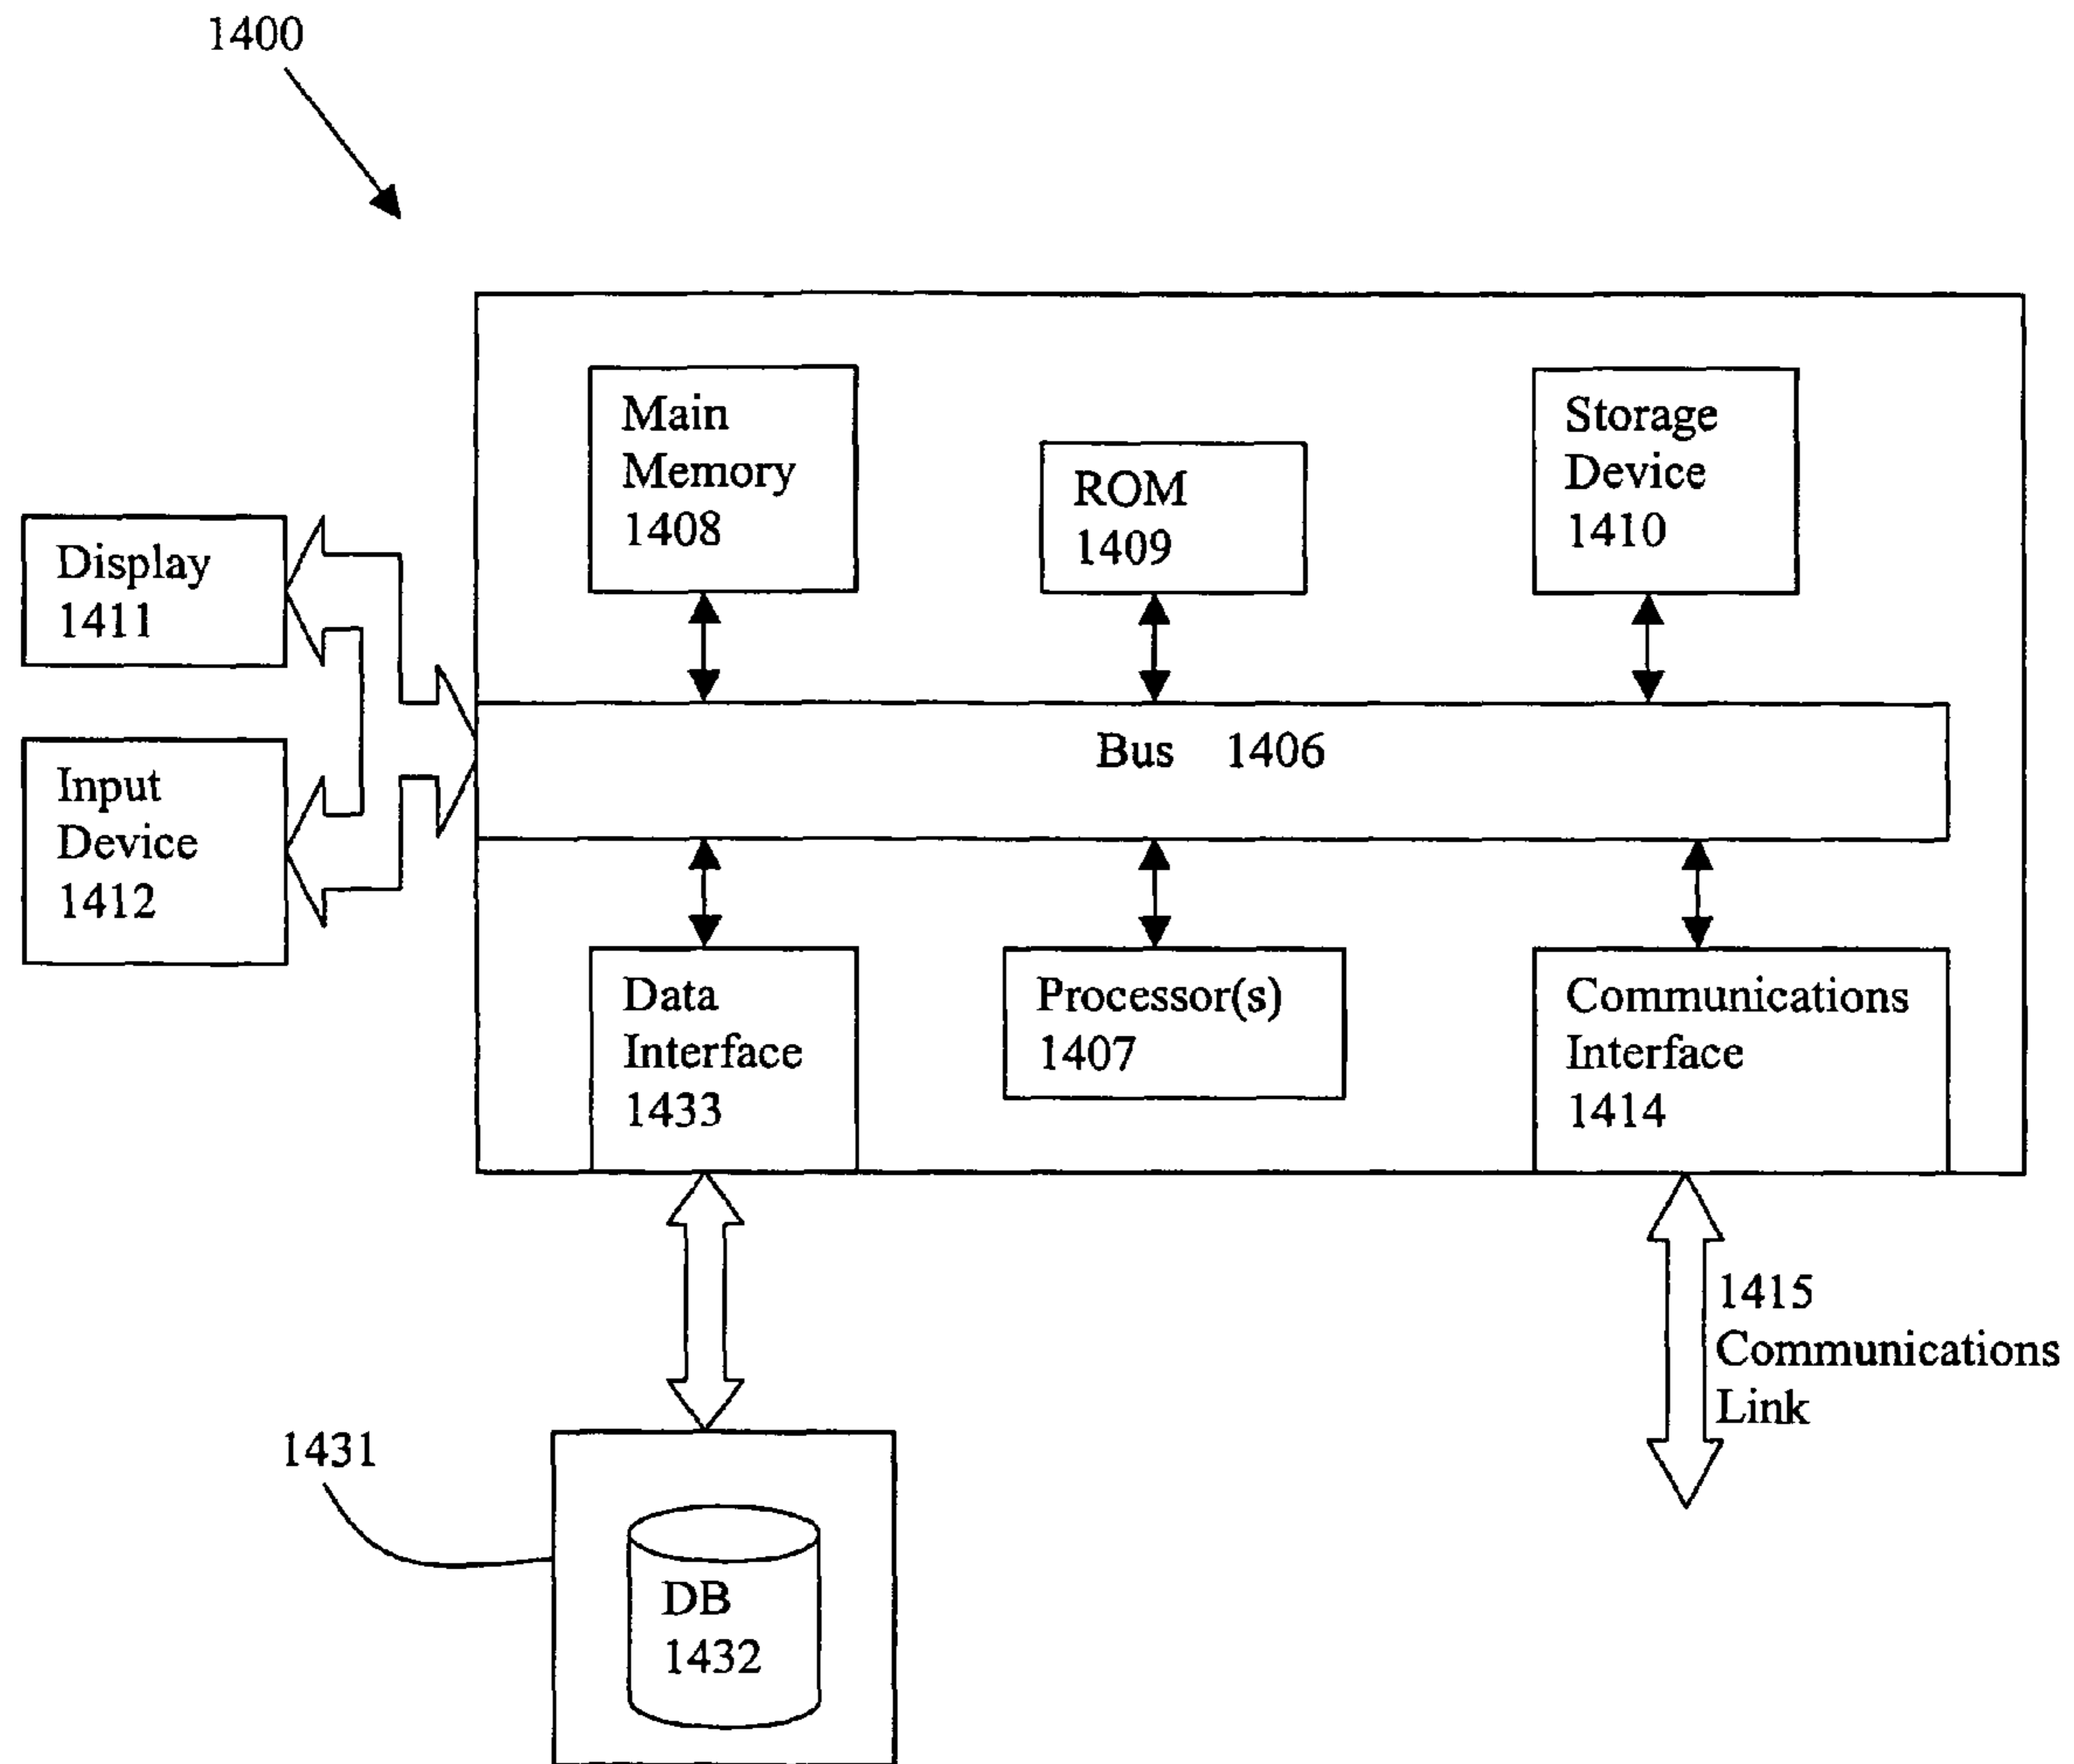 1400
Main
Memory
1408
ROM
1409
Storage
Device
1410
Display
1411
Bus 1406
Input
Device
1412
Data
Interface
1433
Processor(s)
1407
Communications
Interface
1414
1415
Communications
Link
1431
DB
1432